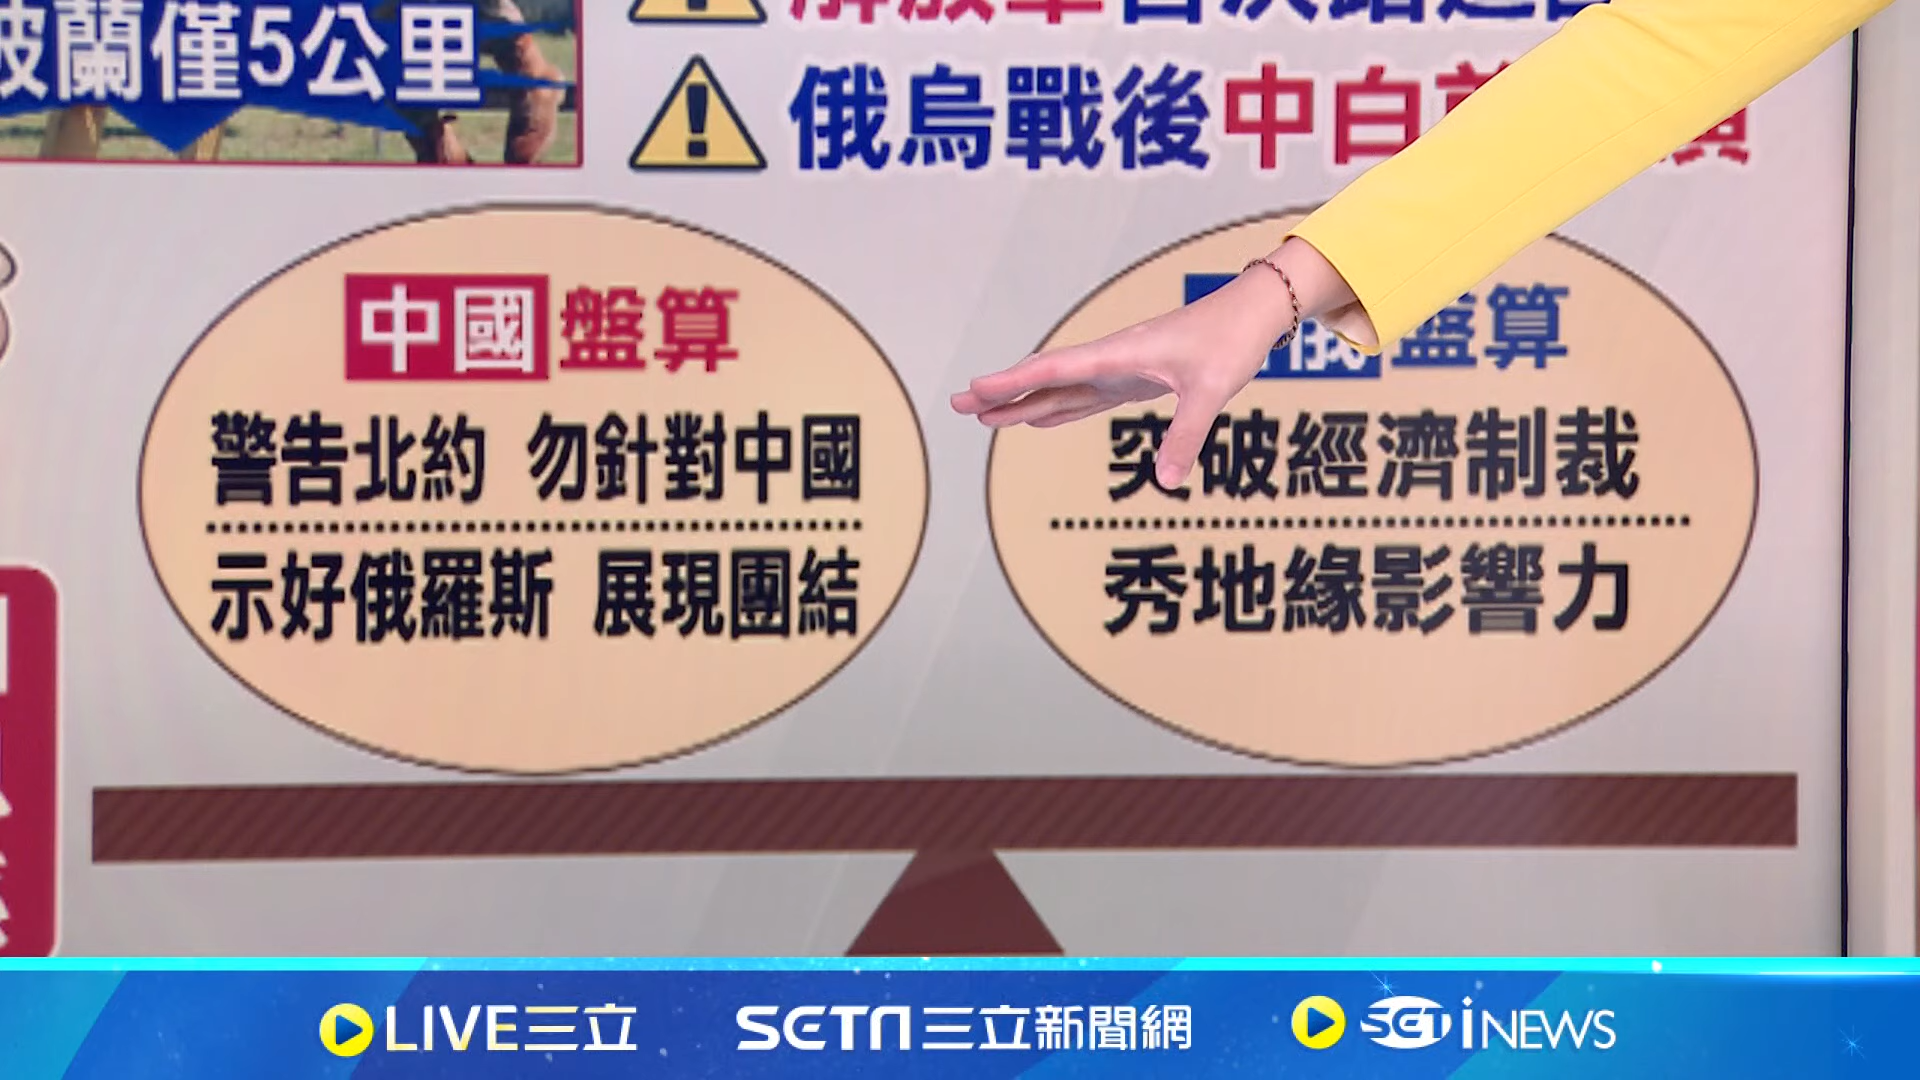 蘭僅5公里
俄烏戰後中白
中國盤算
警告北約 勿針對中國
示好俄羅斯 展現團結
俄盤算
突破經濟制裁
秀地緣影響力
LIVE三立
SETN三立新聞網
SET iNEWS